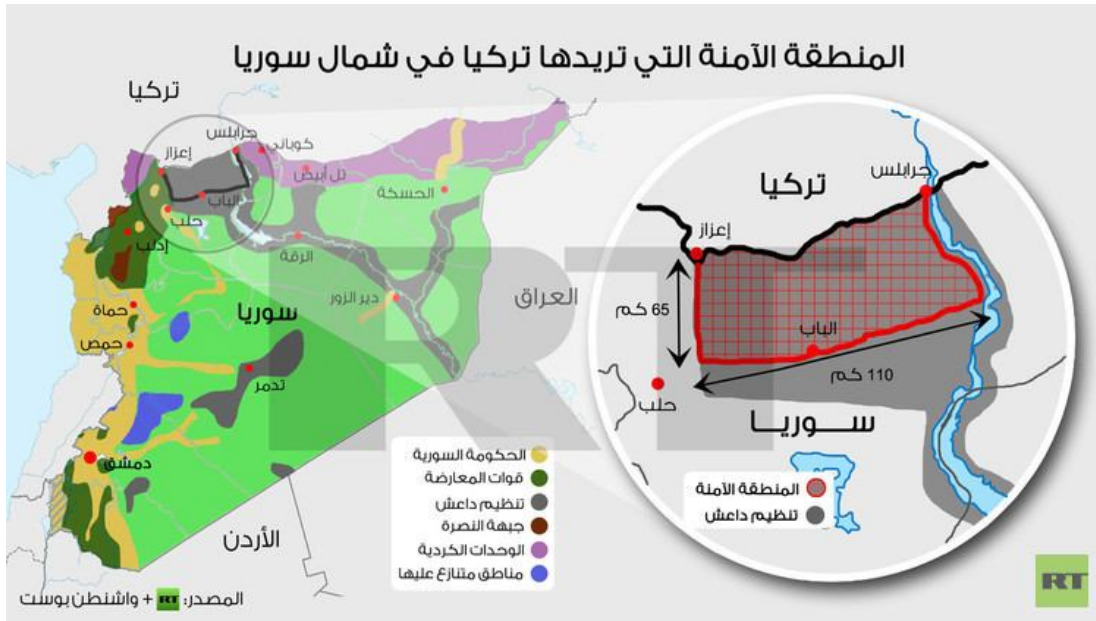 المنطقة الآمنة التي تريدها تركيا في شمال سوريا
تركيا
جرابلس
كوباني
إعزاز
تل أبيض
الحسكة
الباب
حلب
إدلب
الرقة
دير الزور
العراق
حماة
سوريا
حمص
تدمر
دمشق
الأردن
الحكومة السورية
قوات المعارضة
تنظيم داعش
جبهة النصرة
الوحدات الكردية
مناطق متنازع عليها
المصدر: RT + واشنطن بوست
جرابلس
تركيا
إعزاز
65 كم
الباب
110 كم
حلب
سوريـــا
المنطقة الآمنة
تنظيم داعش
RT
RT